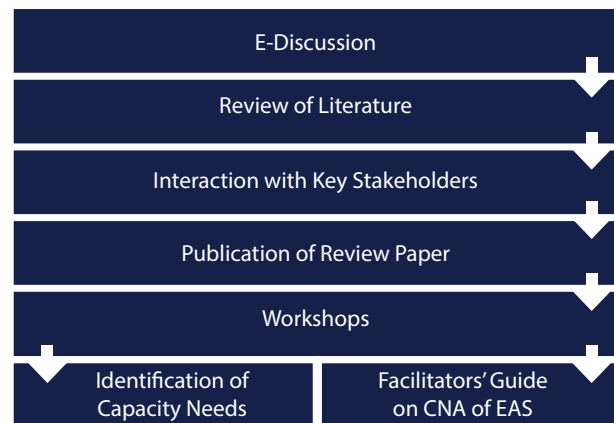 E-Discussion
Review of Literature
Interaction with Key Stakeholders
Publication of Review Paper
Workshops
Identification of
Capacity Needs
Facilitators’ Guide
on CNA of EAS